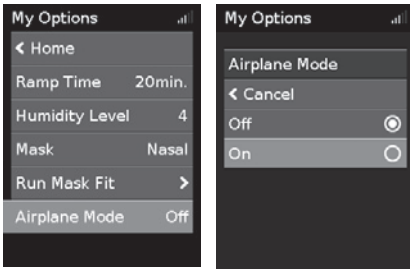 My Options
< Home
Ramp Time 20min.
Humidity Level 4
Mask Nasal
Run Mask Fit >
Airplane Mode Off
My Options
Airplane Mode
< Cancel
Off
On